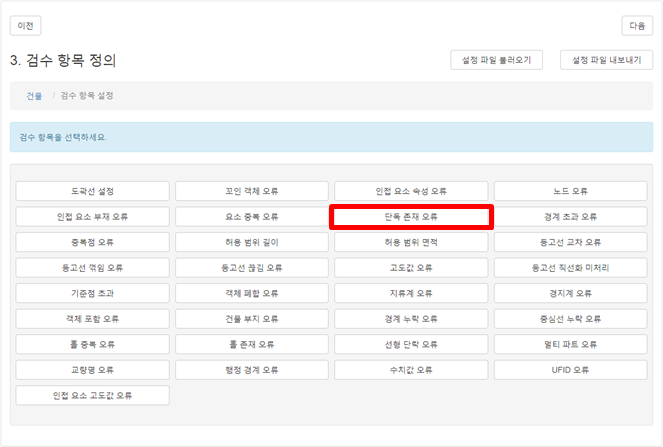 이전 다음
3. 검수 항목 정의 설정 파일 불러오기 설정 파일 내보내기
건물 / 검수 항목 설정
검수 항목을 선택하세요.
도곽선 설정 꼬인 객체 오류 인접 요소 속성 오류 노드 오류
인접 요소 부재 오류 요소 중복 오류 단독 존재 오류 경계 초과 오류
중복점 오류 허용 범위 길이 허용 범위 면적 등고선 교차 오류
등고선 꺾임 오류 등고선 끊김 오류 고도값 오류 등고선 직선화 미처리
기준점 초과 객체 폐합 오류 지류계 오류 경지계 오류
객체 포함 오류 건물 부지 오류 경계 누락 오류 중심선 누락 오류
홀 중복 오류 홀 존재 오류 선형 단락 오류 멀티 파트 오류
교량명 오류 행정 경계 오류 수치값 오류 UFID 오류
인접 요소 고도값 오류